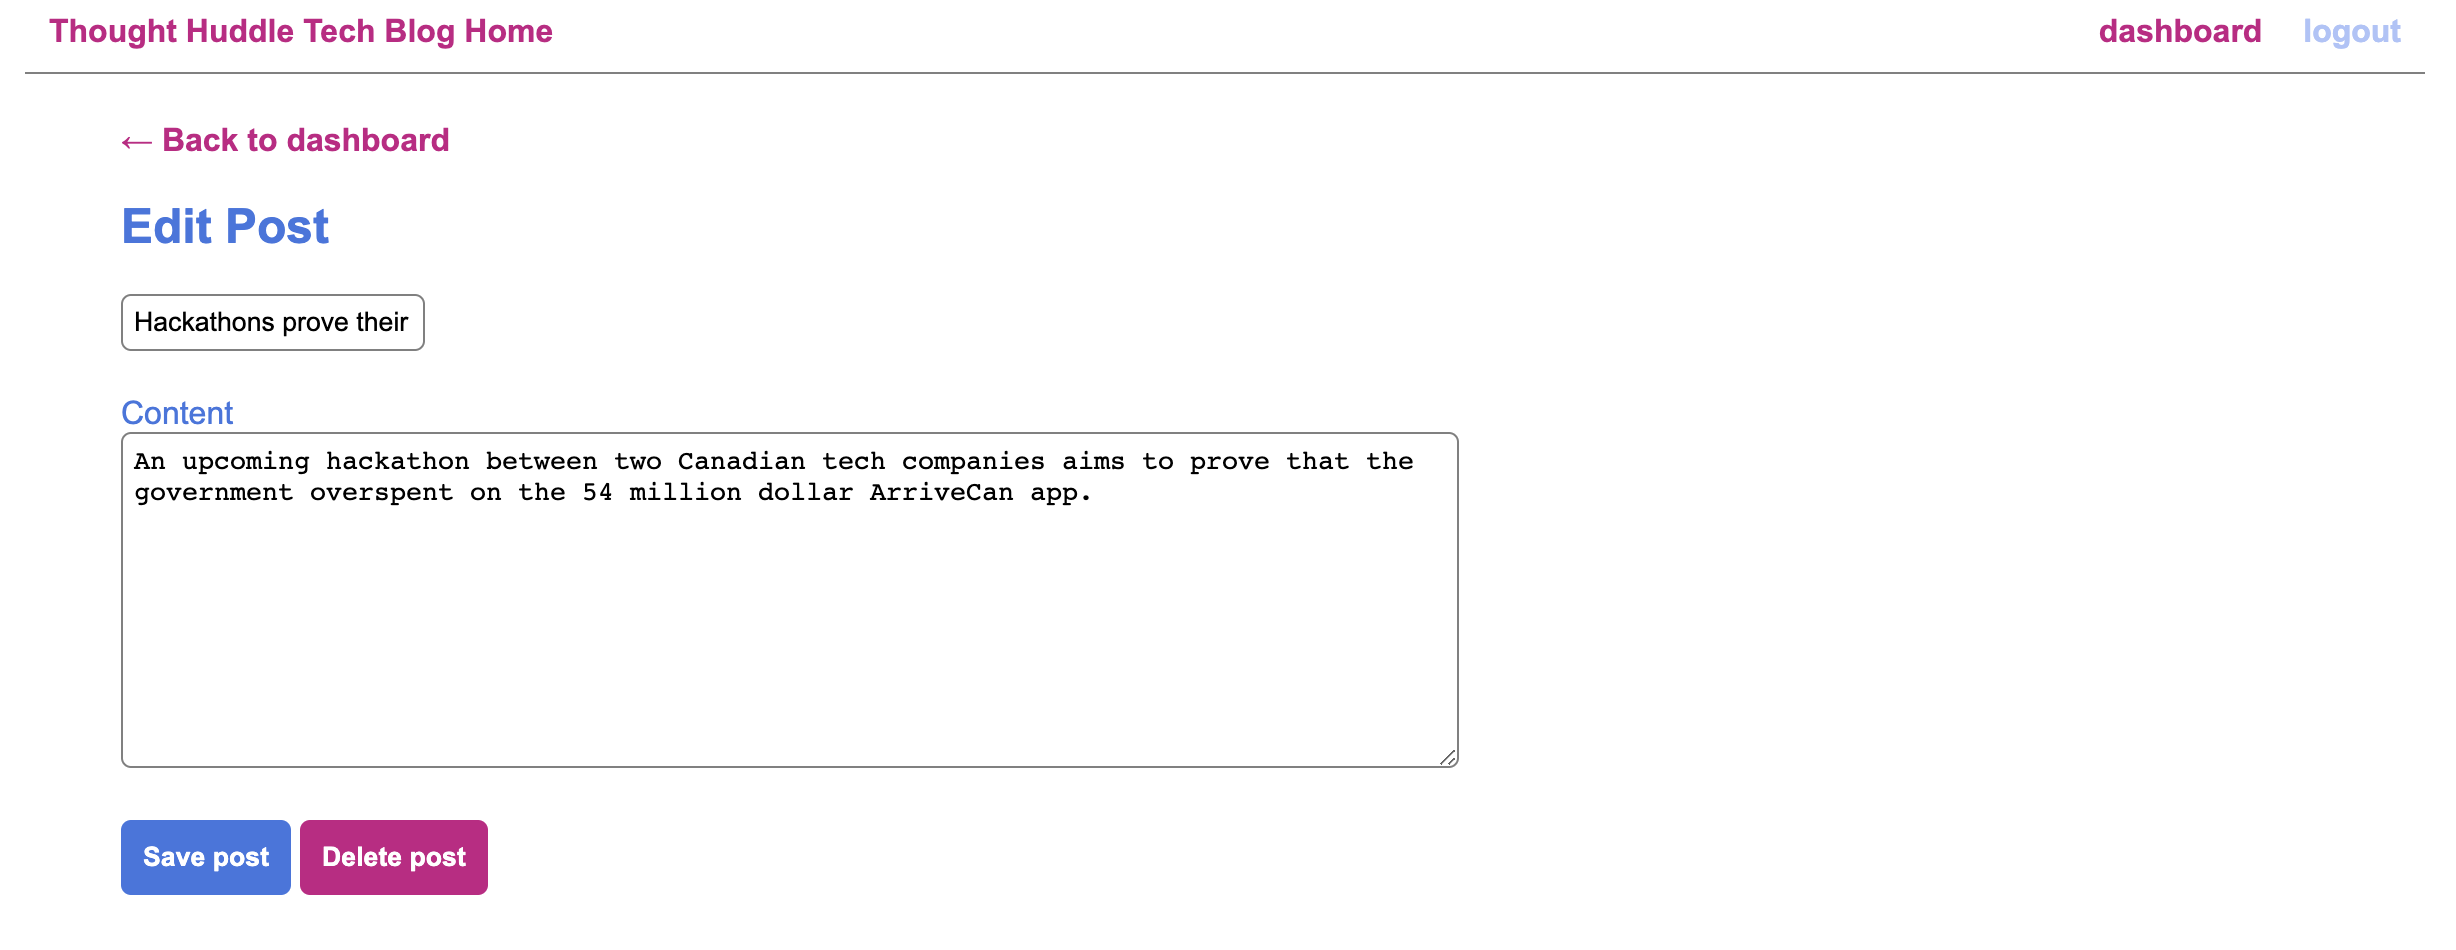 Thought Huddle Tech Blog Home dashboard logout
← Back to dashboard
Edit Post
Hackathons prove their
Content
An upcoming hackathon between two Canadian tech companies aims to prove that the
government overspent on the 54 million dollar ArriveCan app.
Save post Delete post